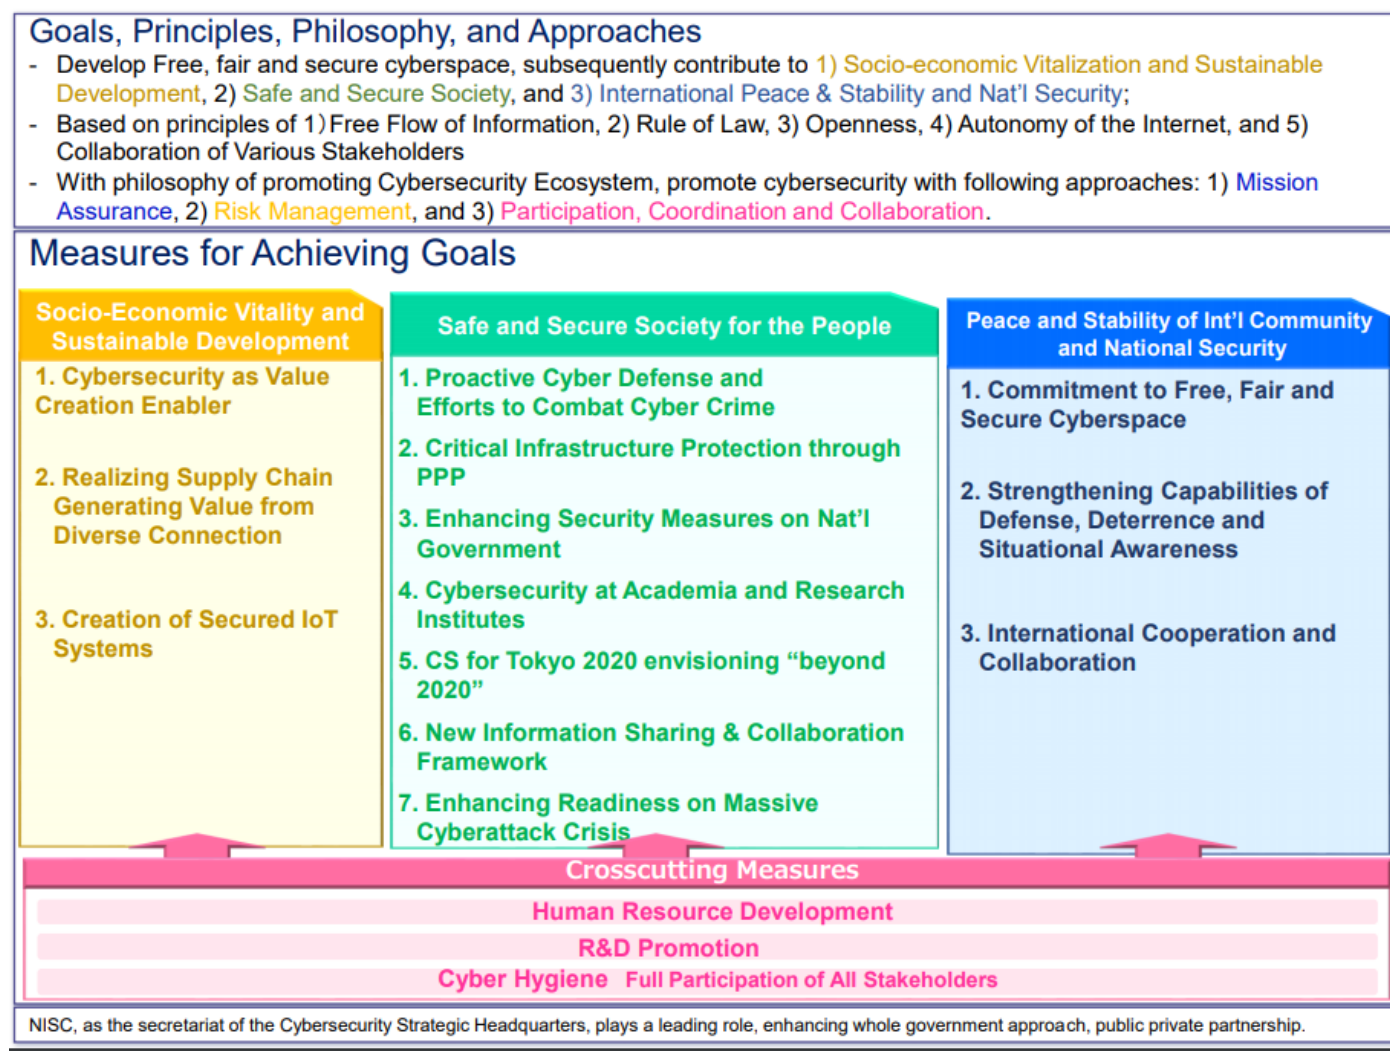 Goals, Principles, Philosophy, and Approaches
- Develop Free, fair and secure cyberspace, subsequently contribute to 1) Socio-economic Vitalization and Sustainable
Development, 2) Safe and Secure Society, and 3) International Peace & Stability and Nat’l Security;
- Based on principles of 1）Free Flow of Information, 2) Rule of Law, 3) Openness, 4) Autonomy of the Internet, and 5)
Collaboration of Various Stakeholders
- With philosophy of promoting Cybersecurity Ecosystem, promote cybersecurity with following approaches: 1) Mission
Assurance, 2) Risk Management, and 3) Participation, Coordination and Collaboration.
Measures for Achieving Goals
Socio-Economic Vitality and
Sustainable Development
1. Cybersecurity as Value
Creation Enabler
2. Realizing Supply Chain
Generating Value from
Diverse Connection
3. Creation of Secured IoT
Systems
Safe and Secure Society for the People
1. Proactive Cyber Defense and
Efforts to Combat Cyber Crime
2. Critical Infrastructure Protection through
PPP
3. Enhancing Security Measures on Nat’l
Government
4. Cybersecurity at Academia and Research
Institutes
5. CS for Tokyo 2020 envisioning “beyond
2020”
6. New Information Sharing & Collaboration
Framework
7. Enhancing Readiness on Massive
Cyberattack Crisis
Peace and Stability of Int’l Community
and National Security
1. Commitment to Free, Fair and
Secure Cyberspace
2. Strengthening Capabilities of
Defense, Deterrence and
Situational Awareness
3. International Cooperation and
Collaboration
Crosscutting Measures
Human Resource Development
R&D Promotion
Cyber Hygiene Full Participation of All Stakeholders
NISC, as the secretariat of the Cybersecurity Strategic Headquarters, plays a leading role, enhancing whole government approach, public private partnership.